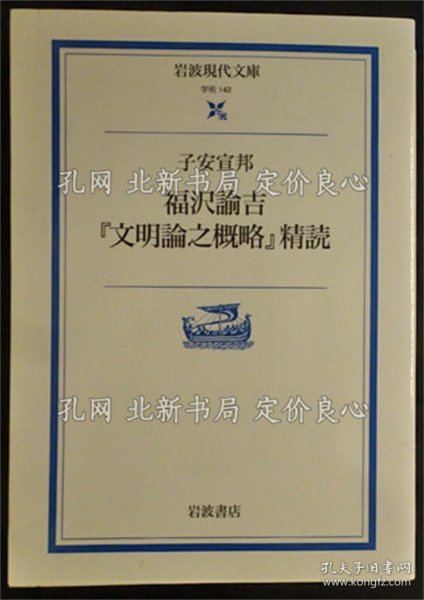 岩波現代文庫
学術 142
子安宣邦
孔网 北新书局 定价良心
福沢諭吉
『文明論之概略』精読
孔网 北新书局 定价良心
岩波書店
孔夫子旧书网
www.kongfz.com